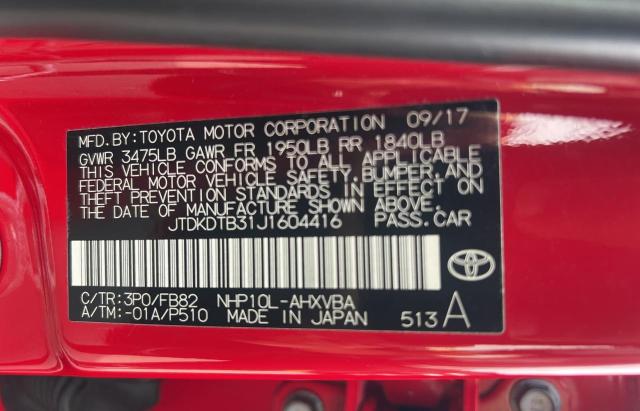 MFD.BY:TOYOTA MOTOR CORPORATION 09/17
GVWR 3475LB GAWR FR 1950LB RR 1840LB
THIS VEHICLE CONFORMS TO ALL APPLICABLE
FEDERAL MOTOR VEHICLE SAFETY,BUMPER,AND
THEFT PREVENTION STANDARDS IN EFFECT ON
THE DATE OF MANUFACTURE SHOWN ABOVE.
JTDKDTB31J1604416 PASS.CAR
C/TR:3P0/FB82 NHP10L-AHXVBA
A/TM:-01A/P510 MADE IN JAPAN 513 A